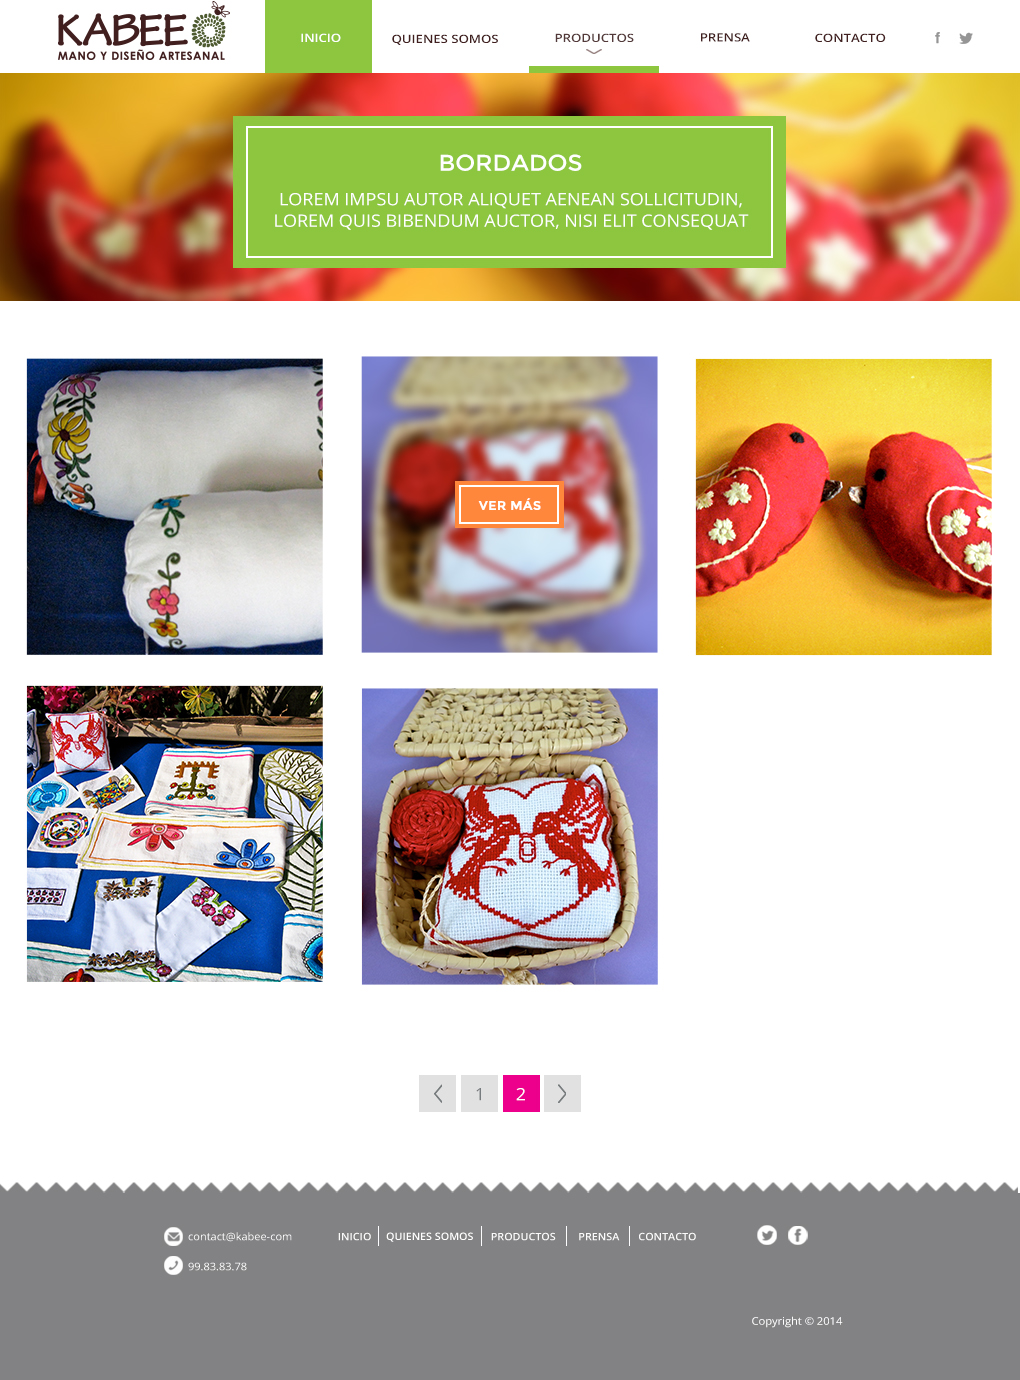 KABEE
MANO Y DISEÑO ARTESANAL
INICIO
QUIENES SOMOS
PRODUCTOS
PRENSA
CONTACTO
f
BORDADOS
LOREM IMPSU AUTOR ALIQUET AENEAN SOLLICITUDIN,
LOREM QUIS BIBENDUM AUCTOR, NISI ELIT CONSEQUAT
VER MÁS
1
2
contact@kabee-com
99.83.83.78
INICIO
QUIENES SOMOS
PRODUCTOS
PRENSA
CONTACTO
f
Copyright © 2014